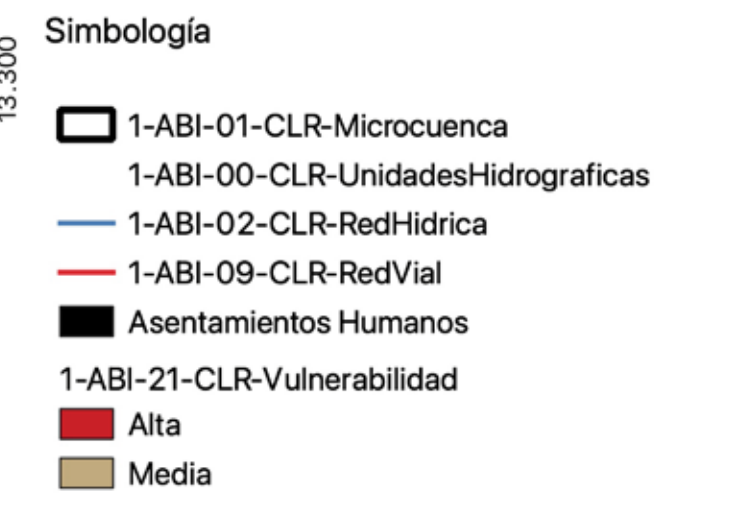 Simbología
13.300
1-ABI-01-CLR-Microcuenca
1-ABI-00-CLR-UnidadesHidrograficas
1-ABI-02-CLR-RedHidrica
1-ABI-09-CLR-RedVial
Asentamientos Humanos
1-ABI-21-CLR-Vulnerabilidad
Alta
Media